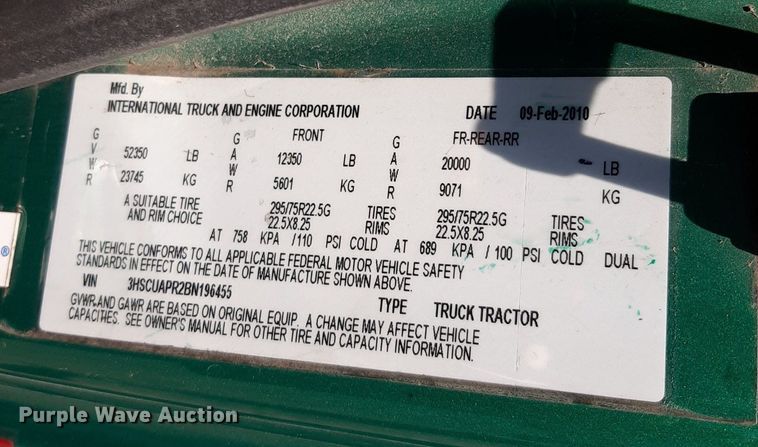 Mfd. By
INTERNATIONAL TRUCK AND ENGINE CORPORATION DATE 09-Feb-2010
GVWR 52350 LB 23745 KG
GAWR FRONT 12350 LB 5601 KG
GAWR FR-REAR-RR 20000 LB 9071 KG
A SUITABLE TIRE 295/75R22.5G TIRES 295/75R22.5G TIRES
AND RIM CHOICE 22.5X8.25 RIMS 22.5X8.25 RIMS
AT 758 KPA /110 PSI COLD AT 689 KPA / 100 PSI COLD DUAL
THIS VEHICLE CONFORMS TO ALL APPLICABLE FEDERAL MOTOR VEHICLE SAFETY
STANDARDS IN EFFECT ON THE DATE OF MANUFACTURE SHOWN ABOVE.
VIN 3HSCUAPR2BN196455 TYPE TRUCK TRACTOR
GVWR AND GAWR ARE BASED ON ORIGINAL EQUIP. A CHANGE MAY AFFECT VEHICLE
CAPACITIES. SEE OWNER'S MANUAL FOR OTHER TIRE AND CAPACITY INFORMATION.
®
Purple Wave Auction